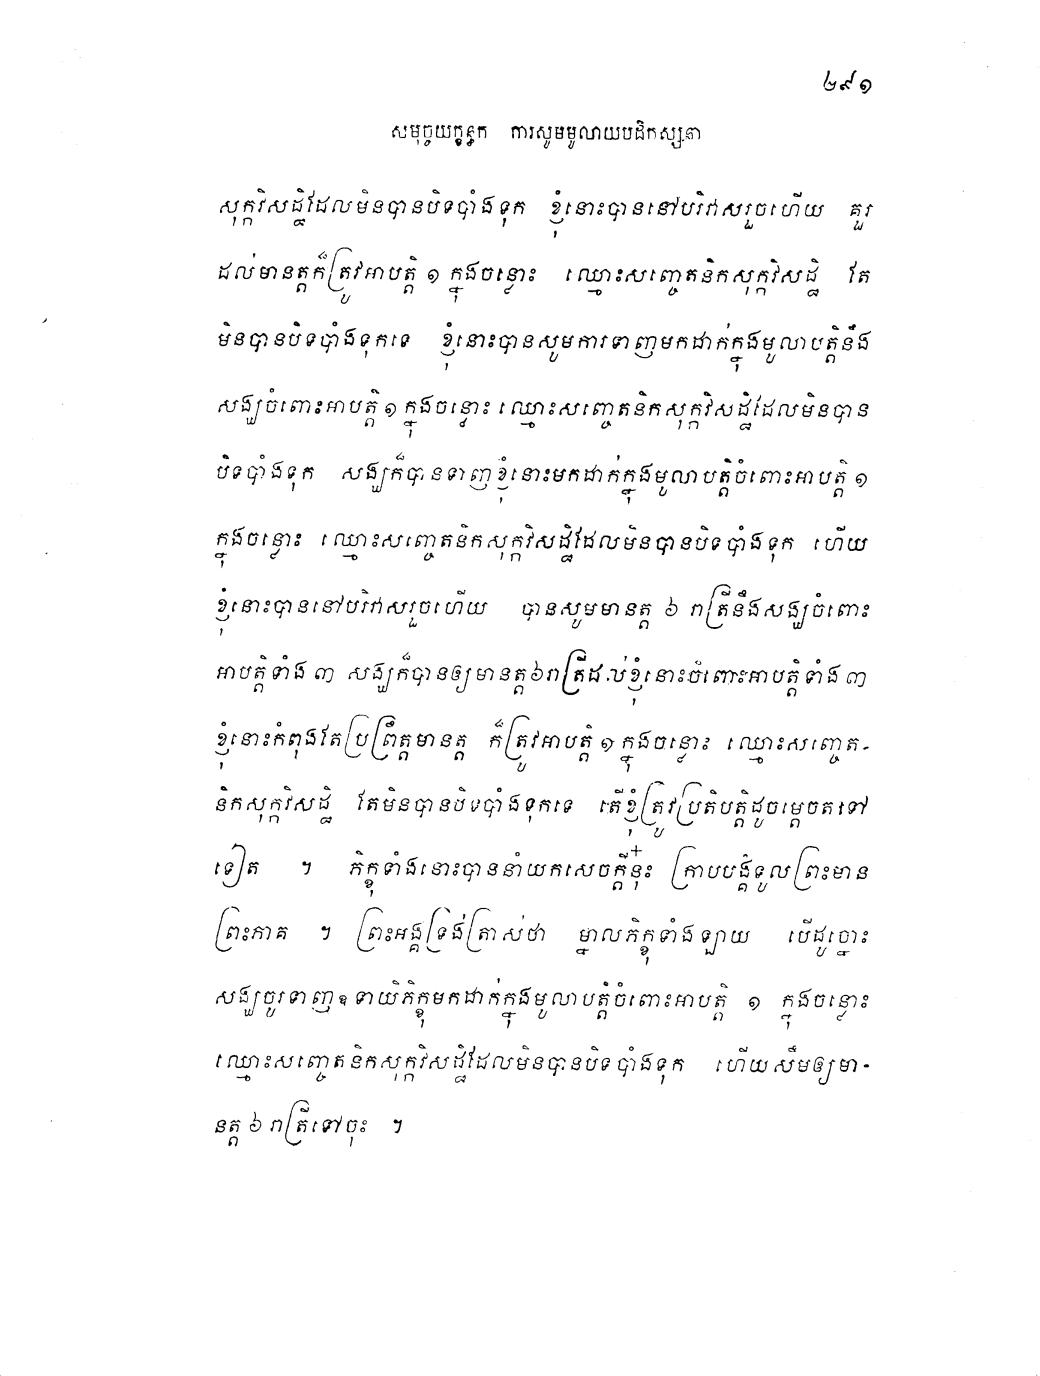 ២៩១
សមុច្ចយក្ខន្ធក ការសូមមូលាយបដិកស្សនា
សុក្កវិសដ្ឋិដែលមិនបានបិទបាំងទុក ខ្ញុំនោះបាននៅបរិវាសរួចហើយ គួរ
ដល់មានត្តក៏ត្រូវអាបត្តិ ១ ក្នុងចន្លោះ ឈ្មោះសញ្ចេតនិកសុក្កវិសដ្ឋិ តែ
មិនបានបិទបាំងទុកទេ ខ្ញុំនោះបានសូមការទាញមកដាក់ក្នុងមូលាបត្តិនឹង
សង្ឃចំពោះអាបត្តិ ១ ក្នុងចន្លោះ ឈ្មោះសញ្ចេតនិកសុក្កវិសដ្ឋិដែលមិនបាន
បិទបាំងទុក សង្ឃក៏បានទាញខ្ញុំនោះមកដាក់ក្នុងមូលាបត្តិចំពោះអាបត្តិ ១
ក្នុងចន្លោះ ឈ្មោះសញ្ចេតនិកសុក្កវិសដ្ឋិដែលមិនបានបិទបាំងទុក ហើយ
ខ្ញុំនោះបាននៅបរិវាសរួចហើយ បានសូមមានត្ត ៦ រាត្រីនឹងសង្ឃចំពោះ
អាបត្តិទាំង ៣ សង្ឃក៏បានឲ្យមានត្ត ៦ រាត្រីដល់ខ្ញុំនោះចំពោះអាបត្តិទាំង ៣
ខ្ញុំនោះកំពុងតែប្រព្រឹត្តមានត្ត ក៏ត្រូវអាបត្តិ ១ ក្នុងចន្លោះ ឈ្មោះសញ្ចេត-
និកសុក្កវិសដ្ឋិ តែមិនបានបិទបាំងទុកទេ តើខ្ញុំត្រូវប្រតិបត្តិដូចម្តេចតទៅ
ទៀត ។ ភិក្ខុទាំងនោះបាននាំយកសេចក្តីនុ៎ះ ក្រាបបង្គំទូលព្រះមាន
ព្រះភាគ ។ ព្រះអង្គទ្រង់ត្រាស់ថា ម្នាលភិក្ខុទាំងឡាយ បើដូច្នោះ
សង្ឃចូរទាញឧទាយិភិក្ខុមកដាក់ក្នុងមូលាបត្តិចំពោះអាបត្តិ ១ ក្នុងចន្លោះ
ឈ្មោះសញ្ចេតនិកសុក្កវិសដ្ឋិដែលមិនបានបិទបាំងទុក ហើយសឹមឲ្យមា-
នត្ត ៦ រាត្រីទៅចុះ ។